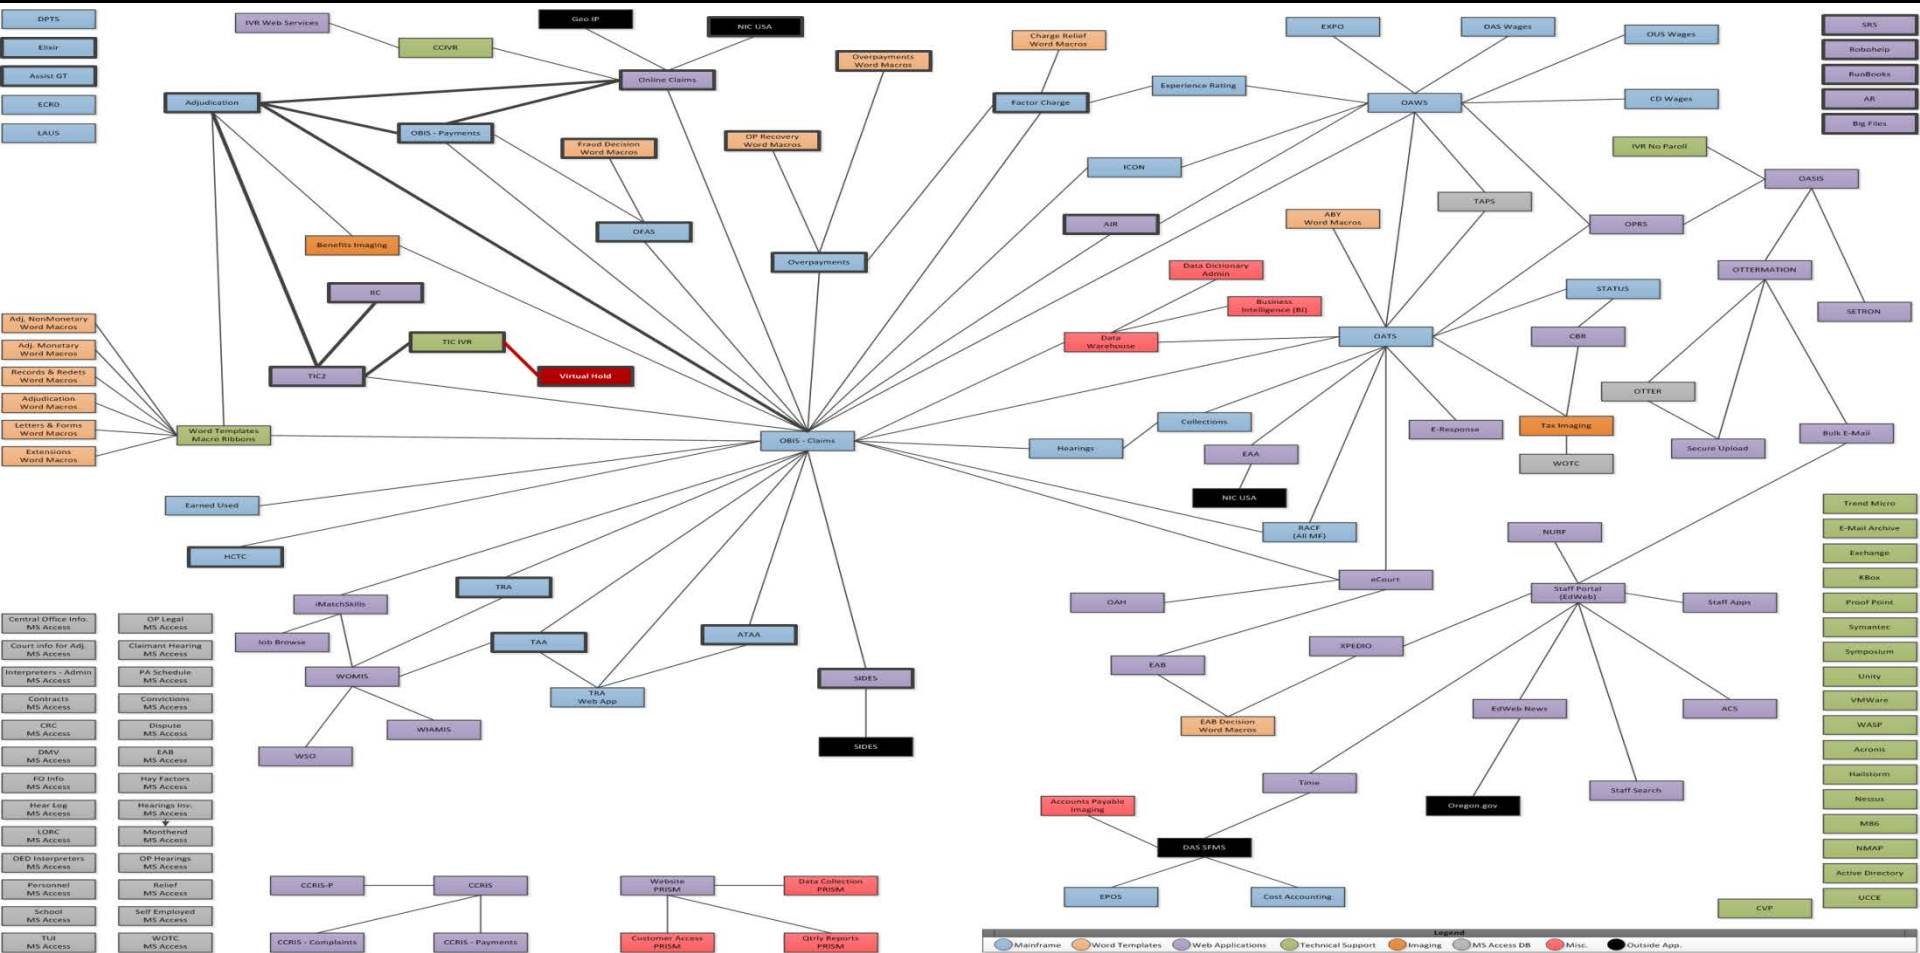 DPTS
Elixir
Assist GT
ECRD
LAUS
IVR Web Services
CCIVR
Geo IP
NIC USA
Online Claims
Adjudication
OBIS - Payments
Overpayments
Word Macros
Fraud Decision
Word Macros
OP Recovery
Word Macros
Charge Relief
Word Macros
Factor Charge
Experience Rating
EXPO
DAS Wages
OUS Wages
OAWS
CD Wages
SRS
Robohelp
RunBooks
AR
Big Files
IVR No Paroll
OASIS
ICON
TAPS
AIR
ABY
Word Macros
OPRS
Benefits Imaging
OFAS
Overpayments
Data Dictionary
Admin
Business
Intelligence (BI)
Data
Warehouse
OATS
STATUS
CBR
OTTERMATION
SETRON
IIC
TIC IVR
TIC2
Virtual Hold
Adj. NonMonetary
Word Macros
Adj. Monetary
Word Macros
Records & Redets
Word Macros
Adjudication
Word Macros
Letters & Forms
Word Macros
Extensions
Word Macros
Word Templates
Macro Ribbons
OBIS - Claims
Hearings
Collections
EAA
NIC USA
E-Response
OTTER
Tax Imaging
WOTC
Secure Upload
Bulk E-Mail
Earned Used
HCTC
RACF
(All MF)
NURF
eCourt
OAH
Staff Portal
(EdWeb)
Staff Apps
TRA
iMatchSkills
Job Browse
TAA
ATAA
WOMIS
TRA
Web App
WIAMIS
WSO
SIDES
SIDES
XPEDIO
EAB
EAB Decision
Word Macros
EdWeb News
ACS
Time
Oregon.gov
Staff Search
Accounts Payable
Imaging
DAS SFMS
EPOS
Cost Accounting
Trend Micro
E-Mail Archive
Exchange
KBox
Proof Point
Symantec
Symposium
Unity
VMWare
WASP
Acronis
Hailstorm
Nessus
M86
NMAP
Active Directory
UCCE
CVP
Central Office Info.
MS Access
Court info for Adj.
MS Access
Interpreters - Admin
MS Access
Contracts
MS Access
CRC
MS Access
DMV
MS Access
FO Info
MS Access
Hear Log
MS Access
LORC
MS Access
OED Interpreters
MS Access
Personnel
MS Access
School
MS Access
TUI
MS Access
OP Legal
MS Access
Claimant Hearing
MS Access
PA Schedule
MS Access
Convictions
MS Access
Dispute
MS Access
EAB
MS Access
Hay Factors
MS Access
Hearings Inv.
MS Access
Monthend
MS Access
OP Hearings
MS Access
Relief
MS Access
Self Employed
MS Access
WOTC
MS Access
CCRIS-P
CCRIS
CCRIS - Complaints
CCRIS - Payments
Website
PRISM
Data Collection
PRISM
Customer Access
PRISM
Qtrly Reports
PRISM
Legend
Mainframe
Word Templates
Web Applications
Technical Support
Imaging
MS Access DB
Misc.
Outside App.